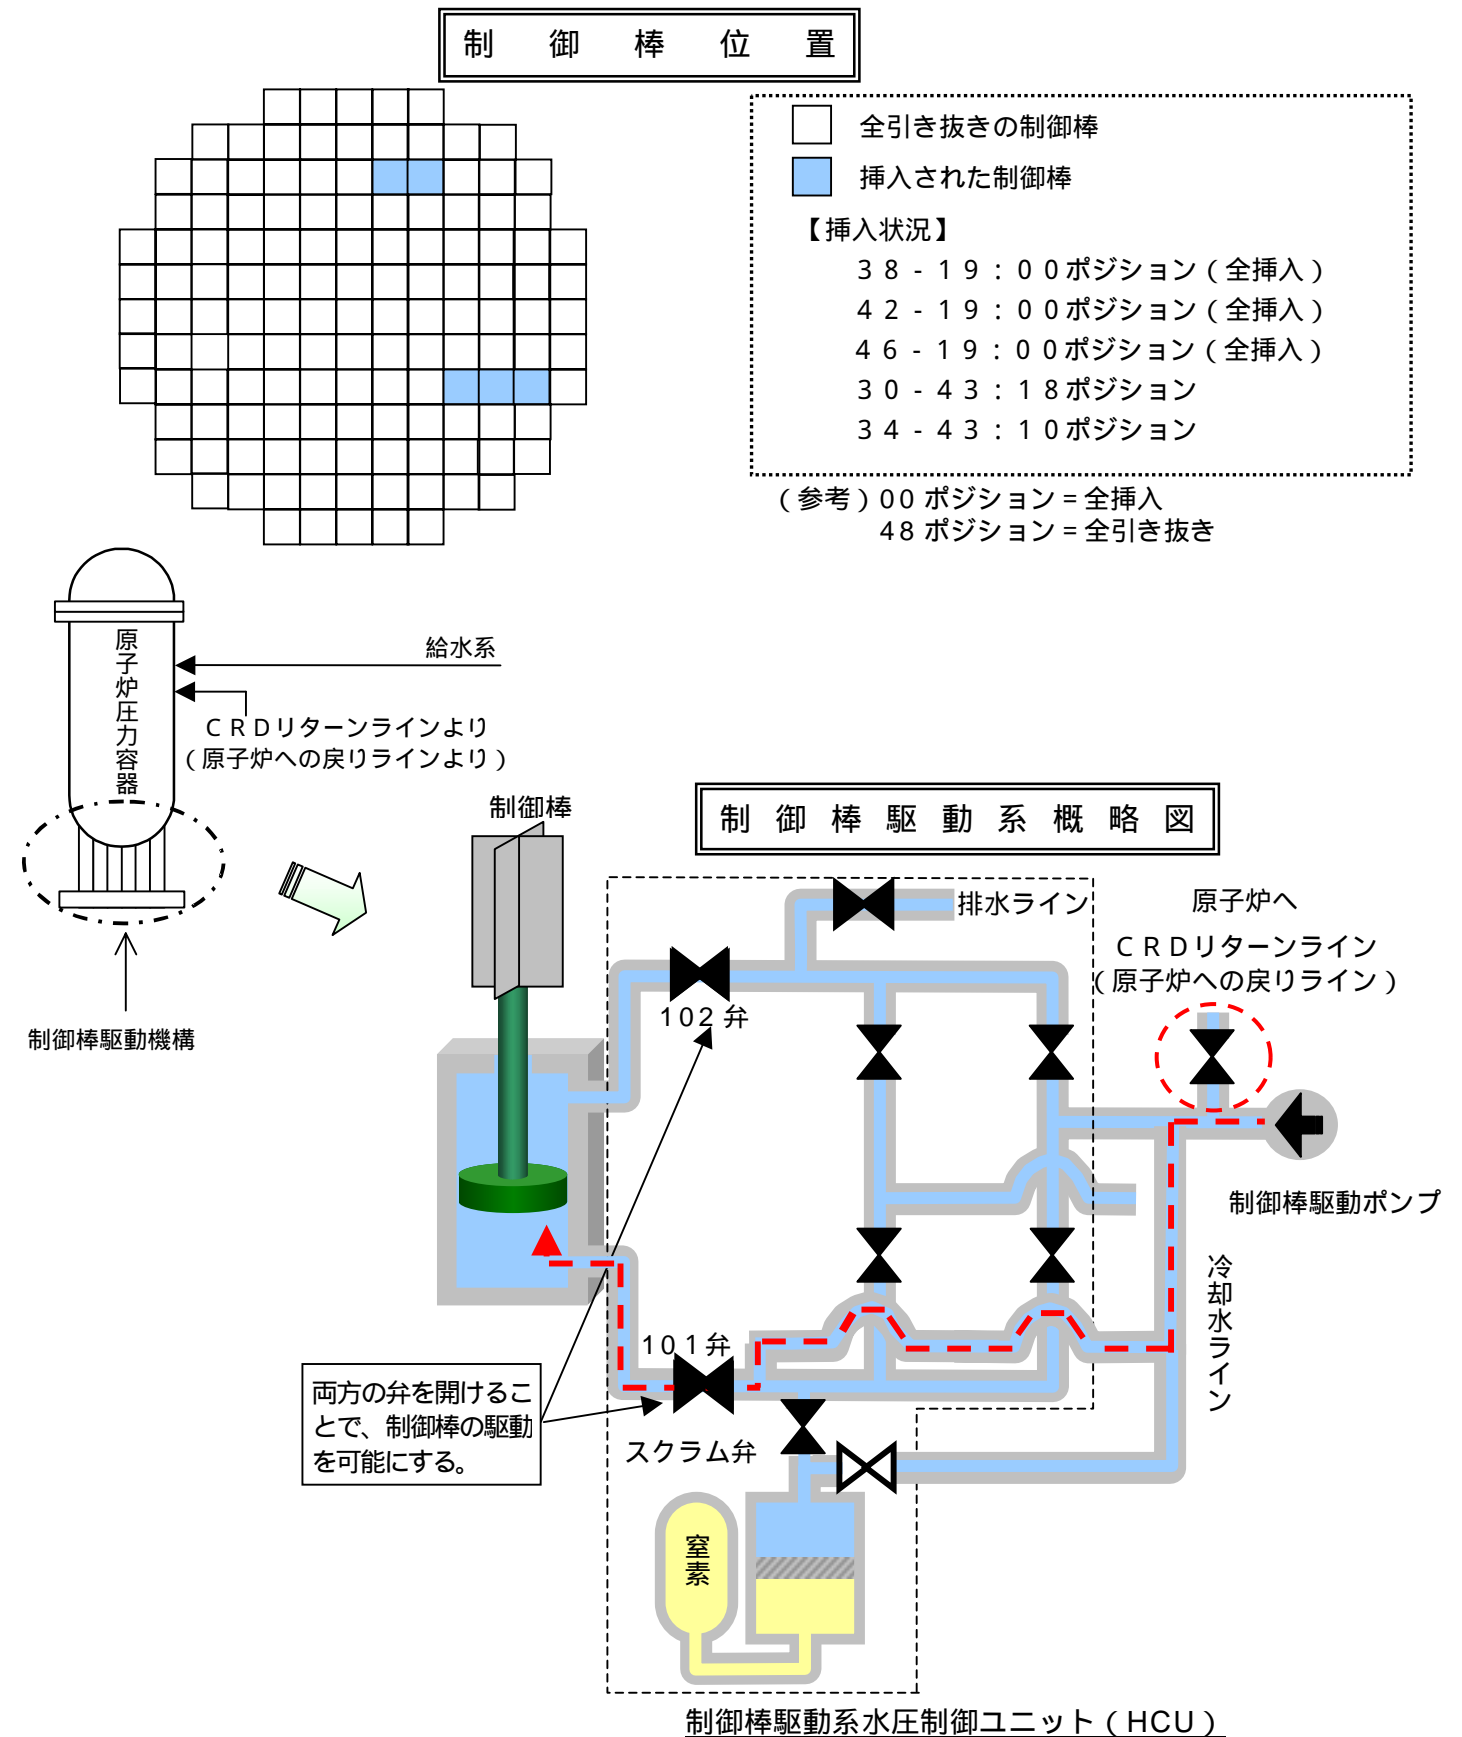 制御棒位置
全引き抜きの制御棒
挿入された制御棒
【挿入状況】
３８-１９：００ポジション（全挿入）
４２-１９：００ポジション（全挿入）
４６-１９：００ポジション（全挿入）
３０-４３：１８ポジション
３４-４３：１０ポジション
（参考）00 ポジション＝全挿入
48 ポジション＝全引き抜き
原子炉圧力容器
給水系
ＣＲＤリターンラインより
（原子炉への戻りラインより）
制御棒駆動機構
制御棒
制御棒駆動系概略図
排水ライン
原子炉へ
ＣＲＤリターンライン
（原子炉への戻りライン）
102 弁
制御棒駆動ポンプ
冷却水ライン
101弁
両方の弁を開けるこ
とで、制御棒の駆動
を可能にする。
スクラム弁
窒素
制御棒駆動系水圧制御ユニット（HCU）